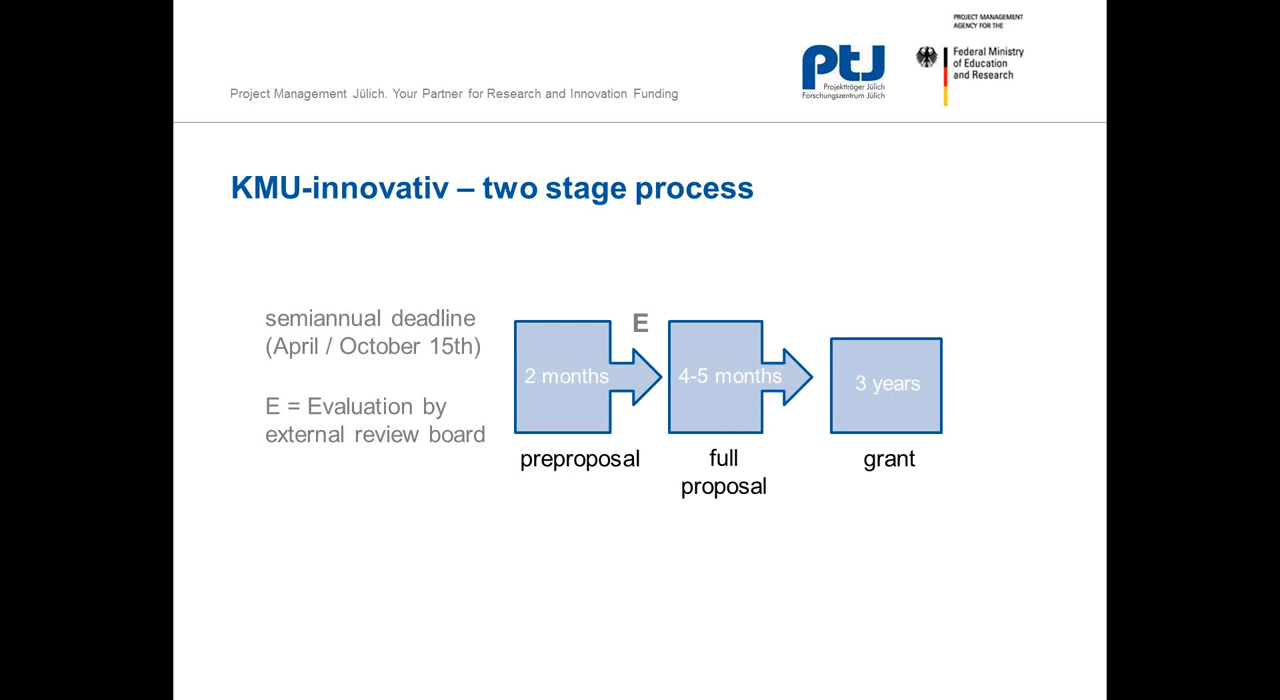 PROJECT MANAGEMENT
AGENCY FOR THE
ptJ
Projektträger Jülich
Forschungszentrum Jülich
Federal Ministry
of Education
and Research
Project Management Jülich. Your Partner for Research and Innovation Funding
KMU-innovativ – two stage process
semiannual deadline
(April / October 15th)
E = Evaluation by
external review board
E
2 months
4-5 months
3 years
preproposal
full
proposal
grant